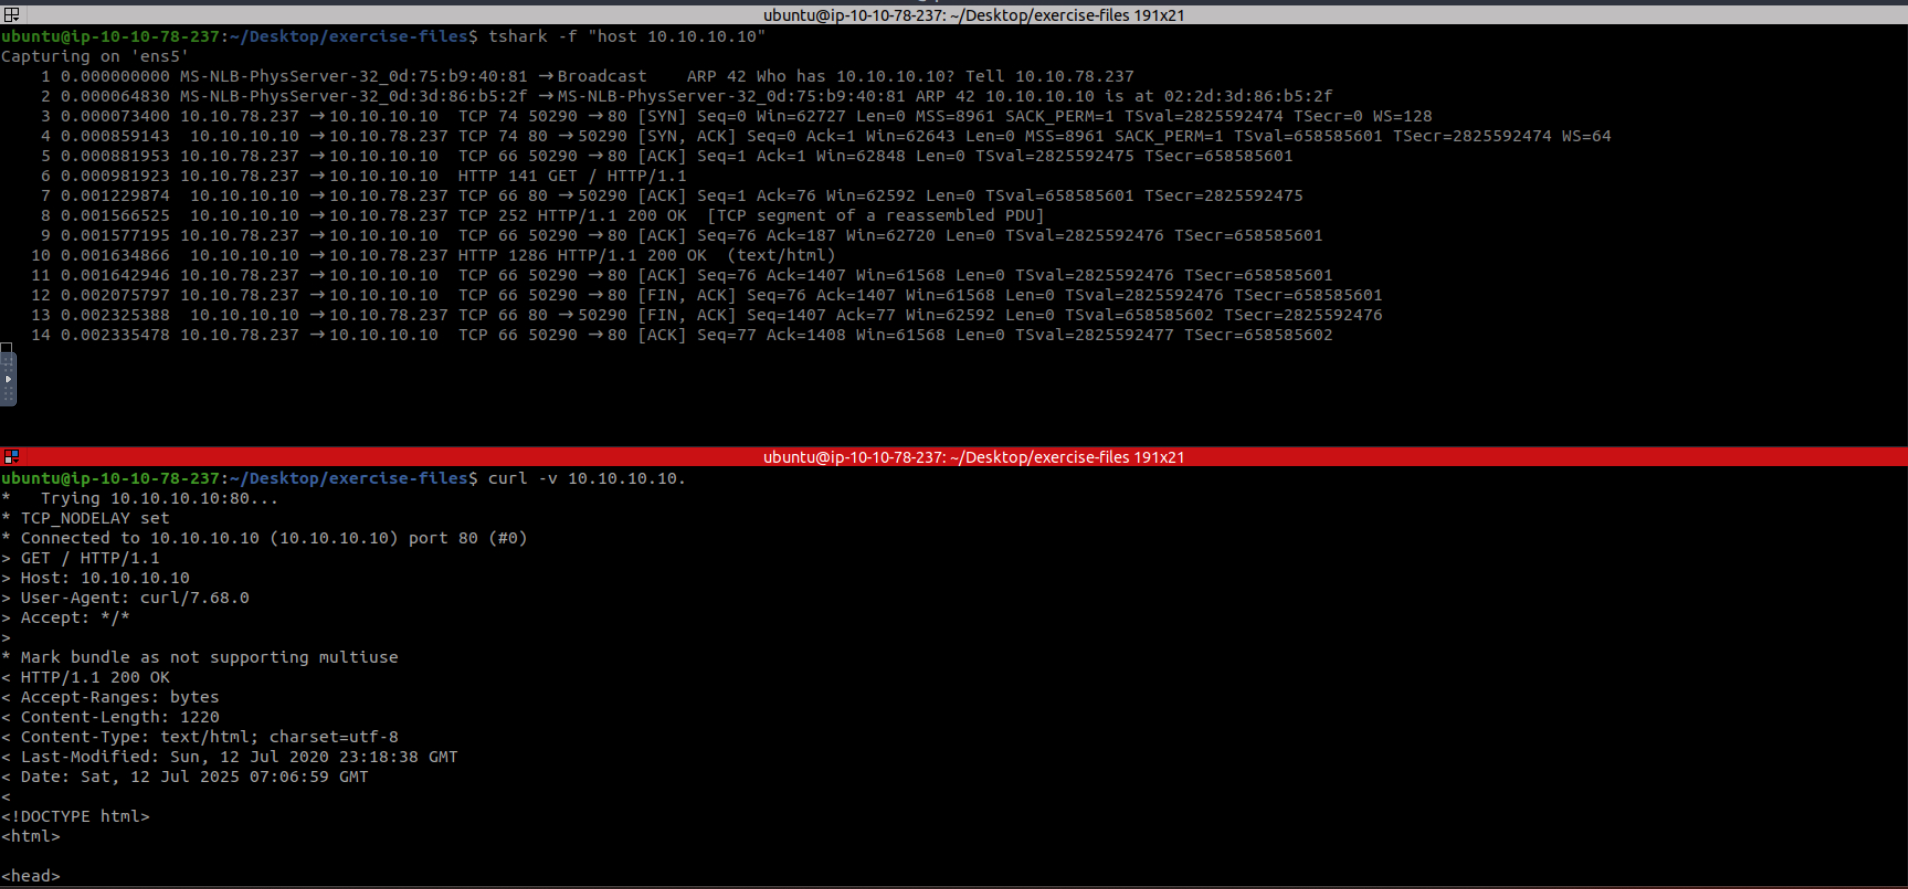 ubuntu@ip-10-10-78-237: ~/Desktop/exercise-files 191x21
ubuntu@ip-10-10-78-237:~/Desktop/exercise-files$ tshark -f "host 10.10.10.10"
Capturing on 'ens5'
1 0.000000000 MS-NLB-PhysServer-32_0d:75:b9:40:81 → Broadcast    ARP 42 Who has 10.10.10.10? Tell 10.10.78.237
2 0.000064830 MS-NLB-PhysServer-32_0d:3d:86:b5:2f → MS-NLB-PhysServer-32_0d:75:b9:40:81 ARP 42 10.10.10.10 is at 02:2d:3d:86:b5:2f
3 0.000073400 10.10.78.237 → 10.10.10.10  TCP 74 50290 → 80 [SYN] Seq=0 Win=62727 Len=0 MSS=8961 SACK_PERM=1 TSval=2825592474 TSecr=0 WS=128
4 0.000859143  10.10.10.10 → 10.10.78.237 TCP 74 80 → 50290 [SYN, ACK] Seq=0 Ack=1 Win=62643 Len=0 MSS=8961 SACK_PERM=1 TSval=658585601 TSecr=2825592474 WS=64
5 0.000881953 10.10.78.237 → 10.10.10.10  TCP 66 50290 → 80 [ACK] Seq=1 Ack=1 Win=62848 Len=0 TSval=2825592475 TSecr=658585601
6 0.000981923 10.10.78.237 → 10.10.10.10  HTTP 141 GET / HTTP/1.1
7 0.001229874  10.10.10.10 → 10.10.78.237 TCP 66 80 → 50290 [ACK] Seq=1 Ack=76 Win=62592 Len=0 TSval=658585601 TSecr=2825592475
8 0.001566525  10.10.10.10 → 10.10.78.237 TCP 252 HTTP/1.1 200 OK  [TCP segment of a reassembled PDU]
9 0.001577195 10.10.78.237 → 10.10.10.10  TCP 66 50290 → 80 [ACK] Seq=76 Ack=187 Win=62720 Len=0 TSval=2825592476 TSecr=658585601
10 0.001634866  10.10.10.10 → 10.10.78.237 HTTP 1286 HTTP/1.1 200 OK  (text/html)
11 0.001642946 10.10.78.237 → 10.10.10.10  TCP 66 50290 → 80 [ACK] Seq=76 Ack=1407 Win=61568 Len=0 TSval=2825592476 TSecr=658585601
12 0.002075797 10.10.78.237 → 10.10.10.10  TCP 66 50290 → 80 [FIN, ACK] Seq=76 Ack=1407 Win=61568 Len=0 TSval=2825592476 TSecr=658585601
13 0.002325388  10.10.10.10 → 10.10.78.237 TCP 66 80 → 50290 [FIN, ACK] Seq=1407 Ack=77 Win=62592 Len=0 TSval=658585602 TSecr=2825592476
14 0.002335478 10.10.78.237 → 10.10.10.10  TCP 66 50290 → 80 [ACK] Seq=77 Ack=1408 Win=61568 Len=0 TSval=2825592477 TSecr=658585602
ubuntu@ip-10-10-78-237: ~/Desktop/exercise-files 191x21
ubuntu@ip-10-10-78-237:~/Desktop/exercise-files$ curl -v 10.10.10.10.
*   Trying 10.10.10.10:80...
* TCP_NODELAY set
* Connected to 10.10.10.10 (10.10.10.10) port 80 (#0)
> GET / HTTP/1.1
> Host: 10.10.10.10
> User-Agent: curl/7.68.0
> Accept: */*
>
* Mark bundle as not supporting multiuse
< HTTP/1.1 200 OK
< Accept-Ranges: bytes
< Content-Length: 1220
< Content-Type: text/html; charset=utf-8
< Last-Modified: Sun, 12 Jul 2020 23:18:38 GMT
< Date: Sat, 12 Jul 2025 07:06:59 GMT
<
<!DOCTYPE html>
<html>
<head>